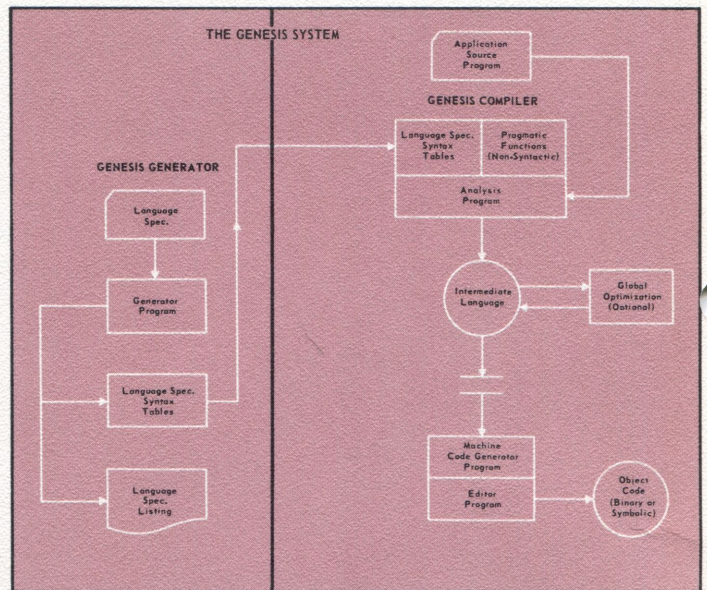 THE GENESIS SYSTEM
GENESIS GENERATOR
Language
Spec.
Generator
Program
Language Spec.
Syntax
Tables
Language
Spec.
Listing
Application
Source
Program
GENESIS COMPILER
Language Spec.
Syntax
Tables
Pragmatic
Functions
(Non-Syntactic)
Analysis
Program
Intermediate
Language
Global
Optimization
(Optional)
Machine
Code Generator
Program
Editor
Program
Object
Code
(Binary or
Symbolic)